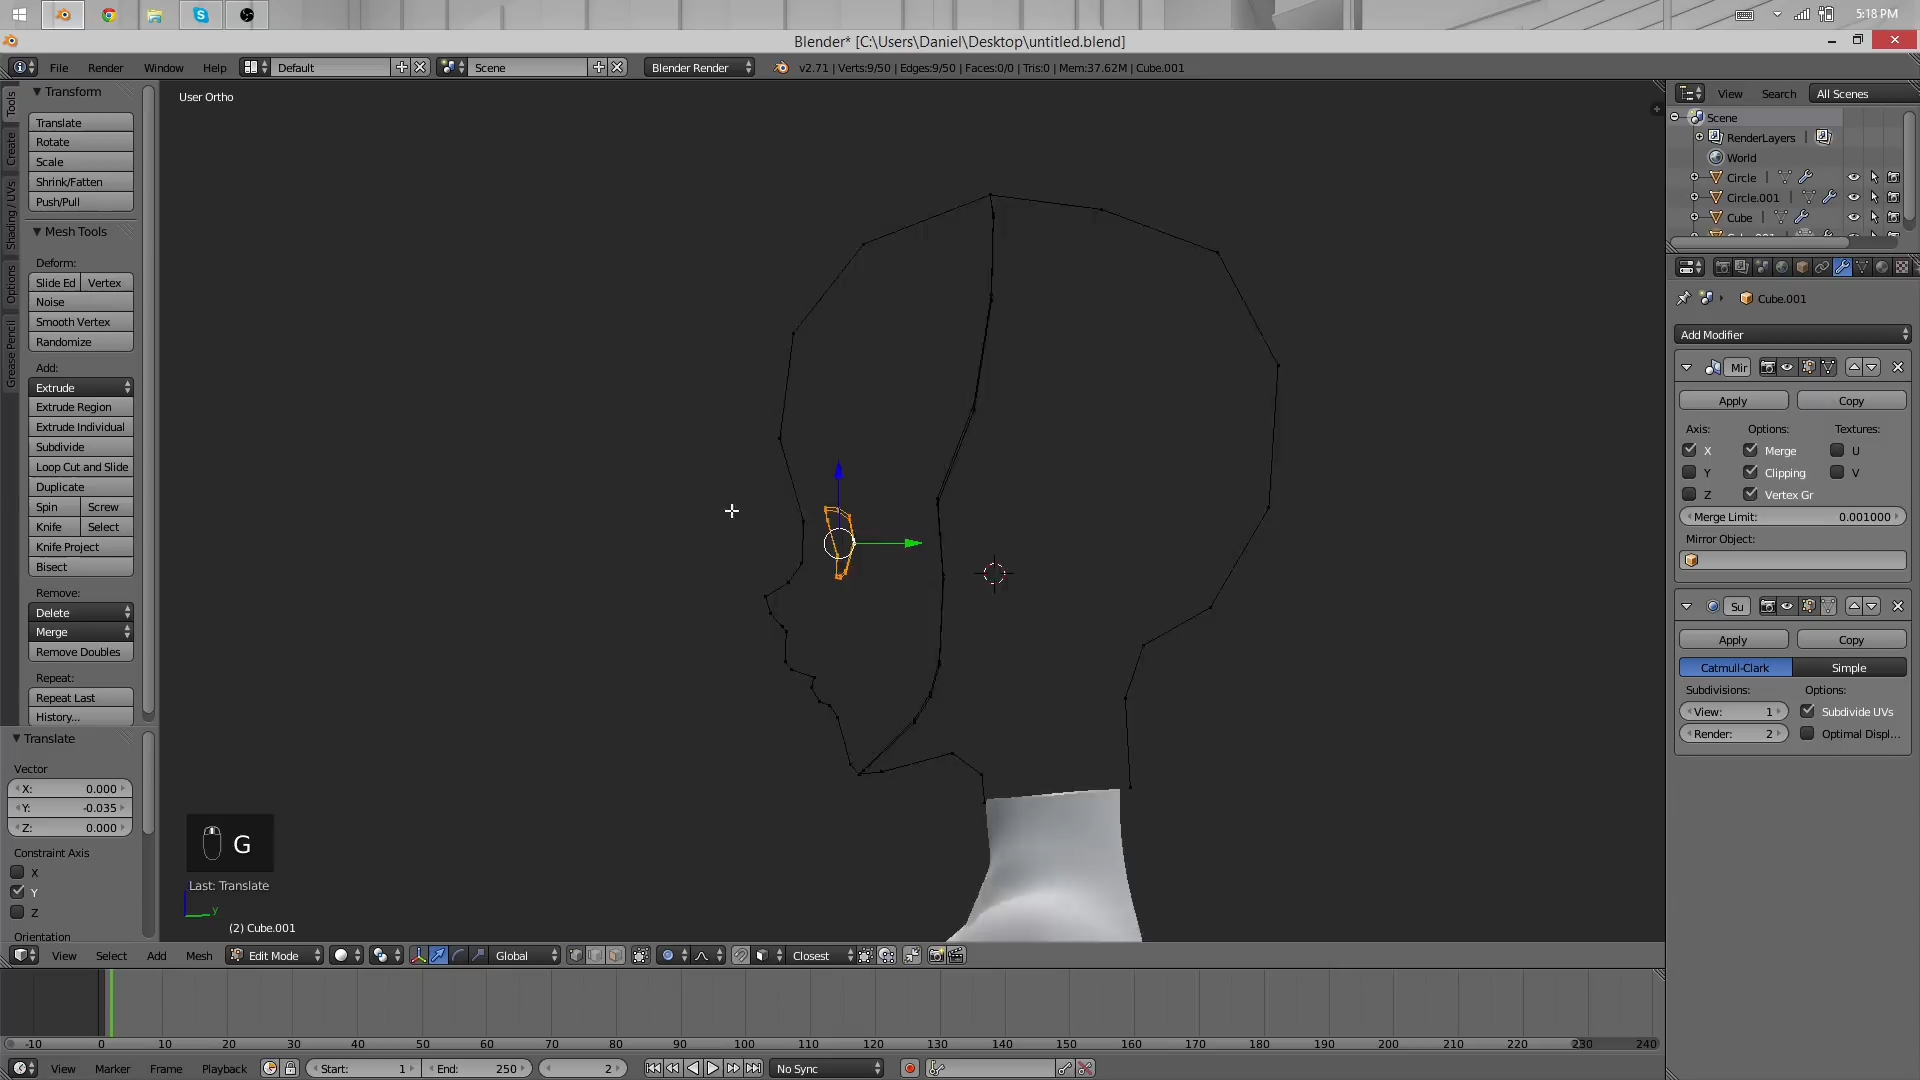 5:18 PM
Blender* [C:\Users\Daniel\Desktop\untitled.blend]
File Render Window Help Default Scene Blender Render v2.71 | Verts:9/50 | Edges:9/50 | Faces:0/0 | Tris:0 | Mem:37.62M | Cube.001
Tools
Create
Shading / UVs
Options
Grease Pencil
Transform
Translate
Rotate
Scale
Shrink/Fatten
Push/Pull
Mesh Tools
Deform:
Slide Ed Vertex
Noise
Smooth Vertex
Randomize
Add:
Extrude
Extrude Region
Extrude Individual
Subdivide
Loop Cut and Slide
Duplicate
Spin Screw
Knife Select
Knife Project
Bisect
Remove:
Delete
Merge
Remove Doubles
Repeat:
Repeat Last
History...
Translate
Vector
X: 0.000
Y: -0.035
Z: 0.000
Constraint Axis
X
Y
Z
Orientation
User Ortho
G
Last: Translate
y
(2) Cube.001
View Select Add Mesh Edit Mode Global Closest
-10 0 10 20 30 40 50 60 70 80 90 100 110 120 130 140 150 160 170 180 190 200 210 220 230 240
View Marker Frame Playback Start: 1 End: 250 2 No Sync
View Search All Scenes
Scene
RenderLayers |
World
Circle |
Circle.001 |
Cube |
Cube.001
Add Modifier
Mir
Apply Copy
Axis: Options: Textures:
X Merge U
Y Clipping V
Z Vertex Gr
Merge Limit: 0.001000
Mirror Object:
Su
Apply Copy
Catmull-Clark Simple
Subdivisions: Options:
View: 1 Subdivide UVs
Render: 2 Optimal Displ...